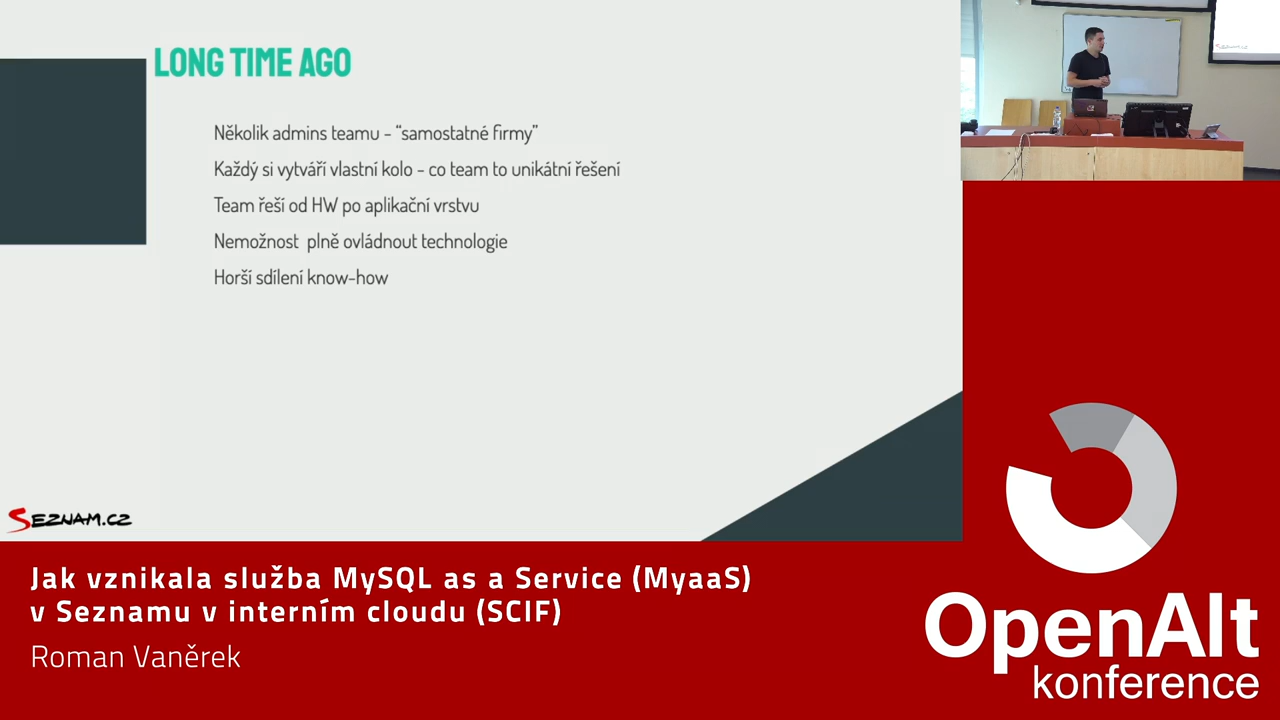 LONG TIME AGO
Několik admins teamu - “samostatné firmy”
Každý si vytváří vlastní kolo - co team to unikátní řešení
Team řeší od HW po aplikační vrstvu
Nemožnost plně ovládnout technologie
Horší sdílení know-how
SEZNAM.CZ
Jak vznikala služba MySQL as a Service (MyaaS)
v Seznamu v interním cloudu (SCIF)
Roman Vaněrek
OpenAlt
konference